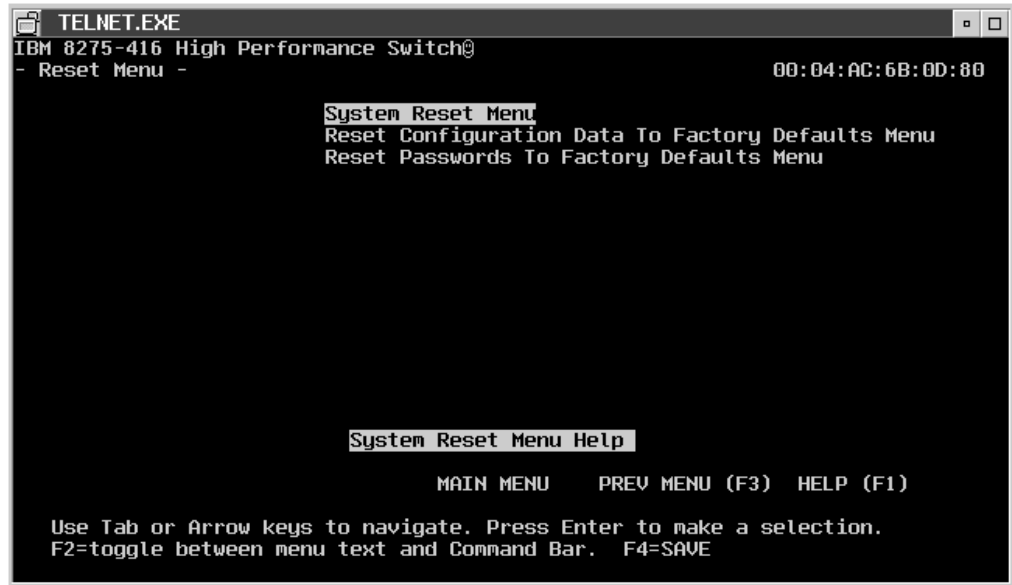 TELNET.EXE
IBM 8275-416 High Performance Switch☺
- Reset Menu - 00:04:AC:6B:0D:80
System Reset Menu
Reset Configuration Data To Factory Defaults Menu
Reset Passwords To Factory Defaults Menu
System Reset Menu Help
MAIN MENU PREV MENU (F3) HELP (F1)
Use Tab or Arrow keys to navigate. Press Enter to make a selection.
F2=toggle between menu text and Command Bar. F4=SAVE